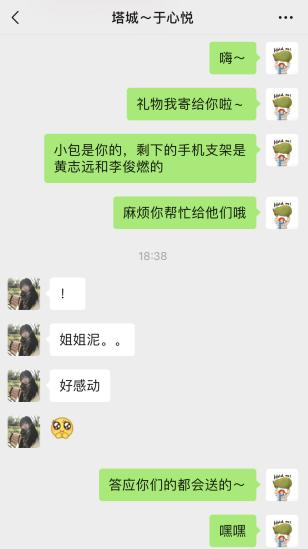 塔城~于心悦
嗨~
礼物我寄给你啦~
小包是你的，剩下的手机支架是
黄志远和李俊燃的
麻烦你帮忙给他们哦
18:38
！
姐姐泥。。
好感动
答应你们的都会送的~
嘿嘿